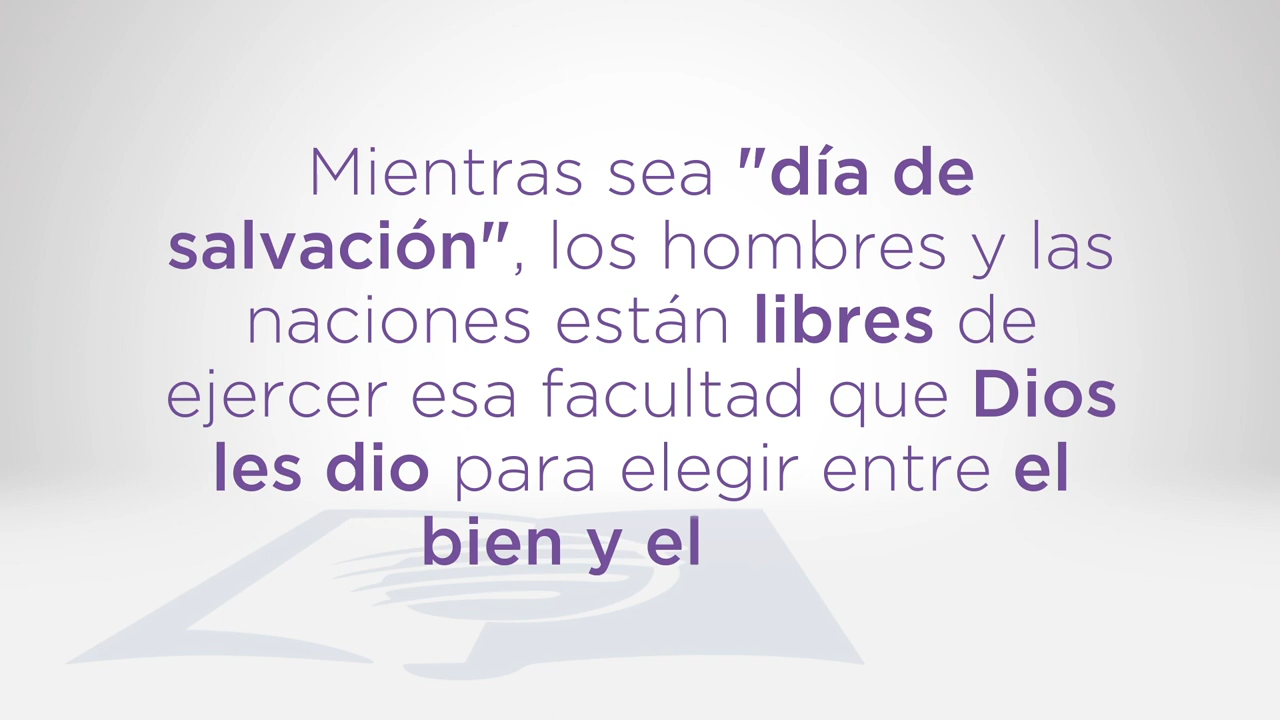 Mientras sea "día de
salvación", los hombres y las
naciones están libres de
ejercer esa facultad que Dios
les dio para elegir entre el
bien y el